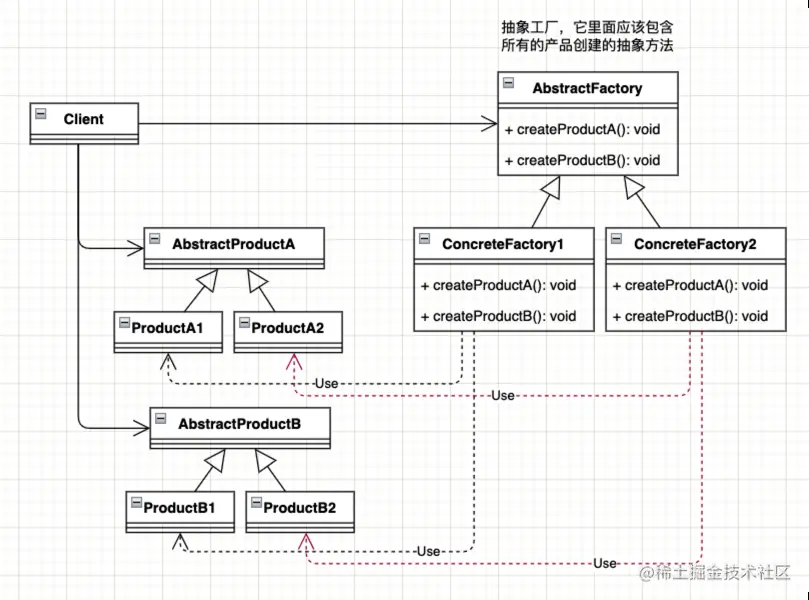 抽象工厂，它里面应该包含
所有的产品创建的抽象方法
AbstractFactory
+ createProductA(): void
+ createProductB(): void
Client
AbstractProductA
ConcreteFactory1
+ createProductA(): void
+ createProductB(): void
ConcreteFactory2
+ createProductA(): void
+ createProductB(): void
ProductA1
ProductA2
Use
Use
AbstractProductB
ProductB1
ProductB2
Use
Use
@稀土掘金技术社区